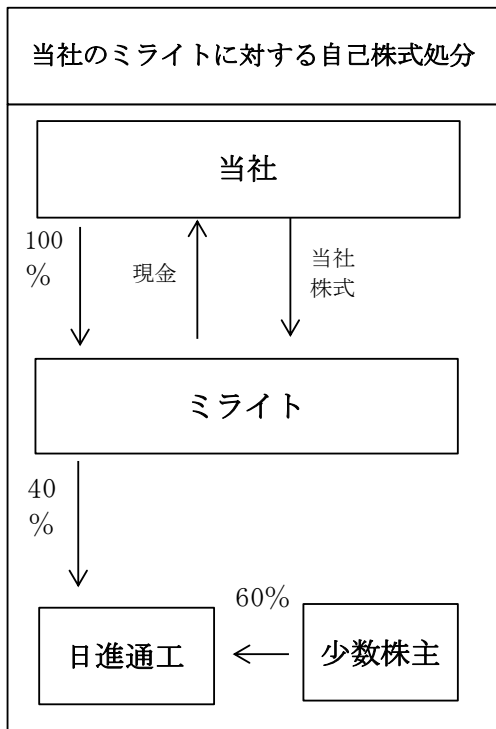 当社のミライトに対する自己株式処分
当社
100
%
現金
当社
株式
ミライト
40
%
60%
日進通工
少数株主